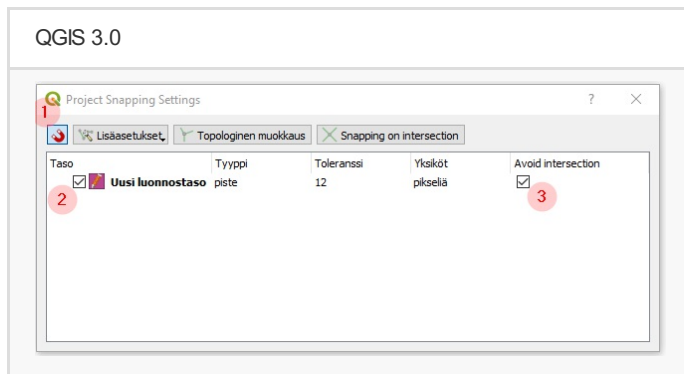 QGIS 3.0
Project Snapping Settings ? ×
1
Lisäasetukset Topologinen muokkaus Snapping on intersection
Taso Tyyppi Toleranssi Yksiköt Avoid intersection
Uusi luonnostaso piste 12 pikseliä
2 3